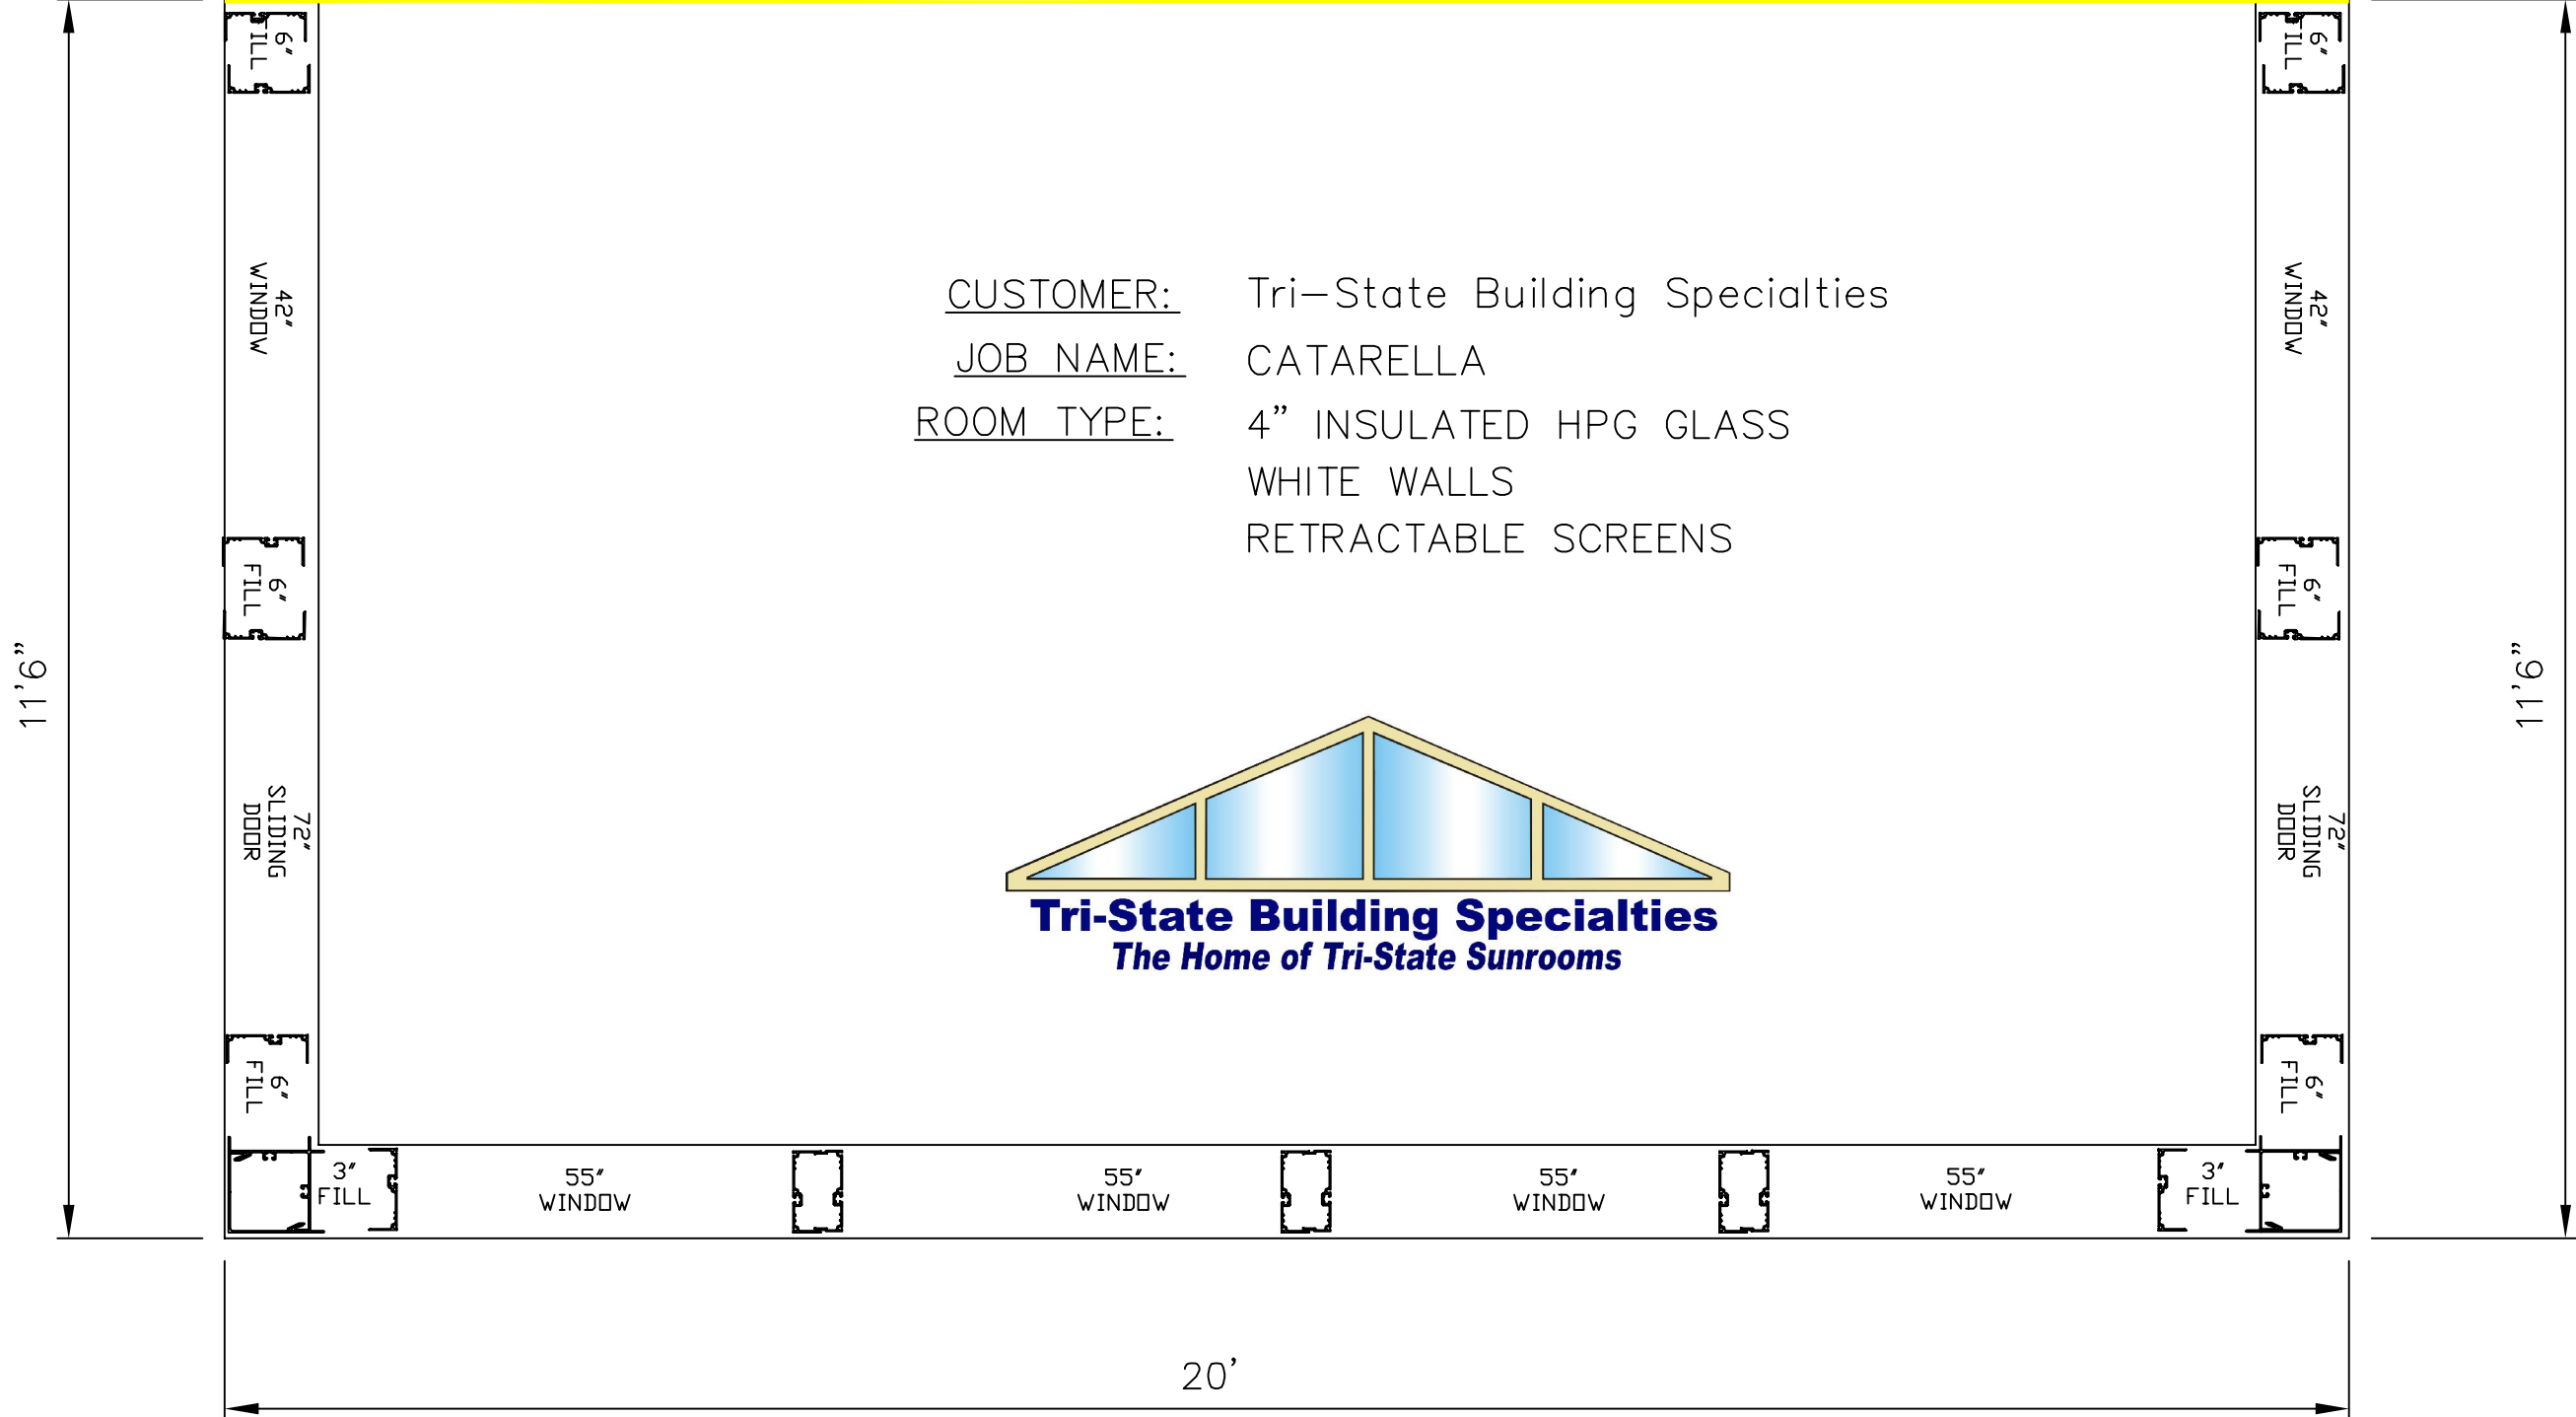 6" 
FILL
6"
FILL
42"
WINDOW
42"
WINDOW
CUSTOMER: Tri-State Building Specialties
JOB NAME: CATARELLA
ROOM TYPE: 4" INSULATED HPG GLASS
WHITE WALLS
RETRACTABLE SCREENS
6"
FILL
6"
FILL
11'6"
11'6"
72"
SLIDING
DOOR
72"
SLIDING
DOOR
Tri-State Building Specialties
The Home of Tri-State Sunrooms
6"
FILL
6"
FILL
3"
FILL
55"
WINDOW
55"
WINDOW
55"
WINDOW
55"
WINDOW
3"
FILL
20'